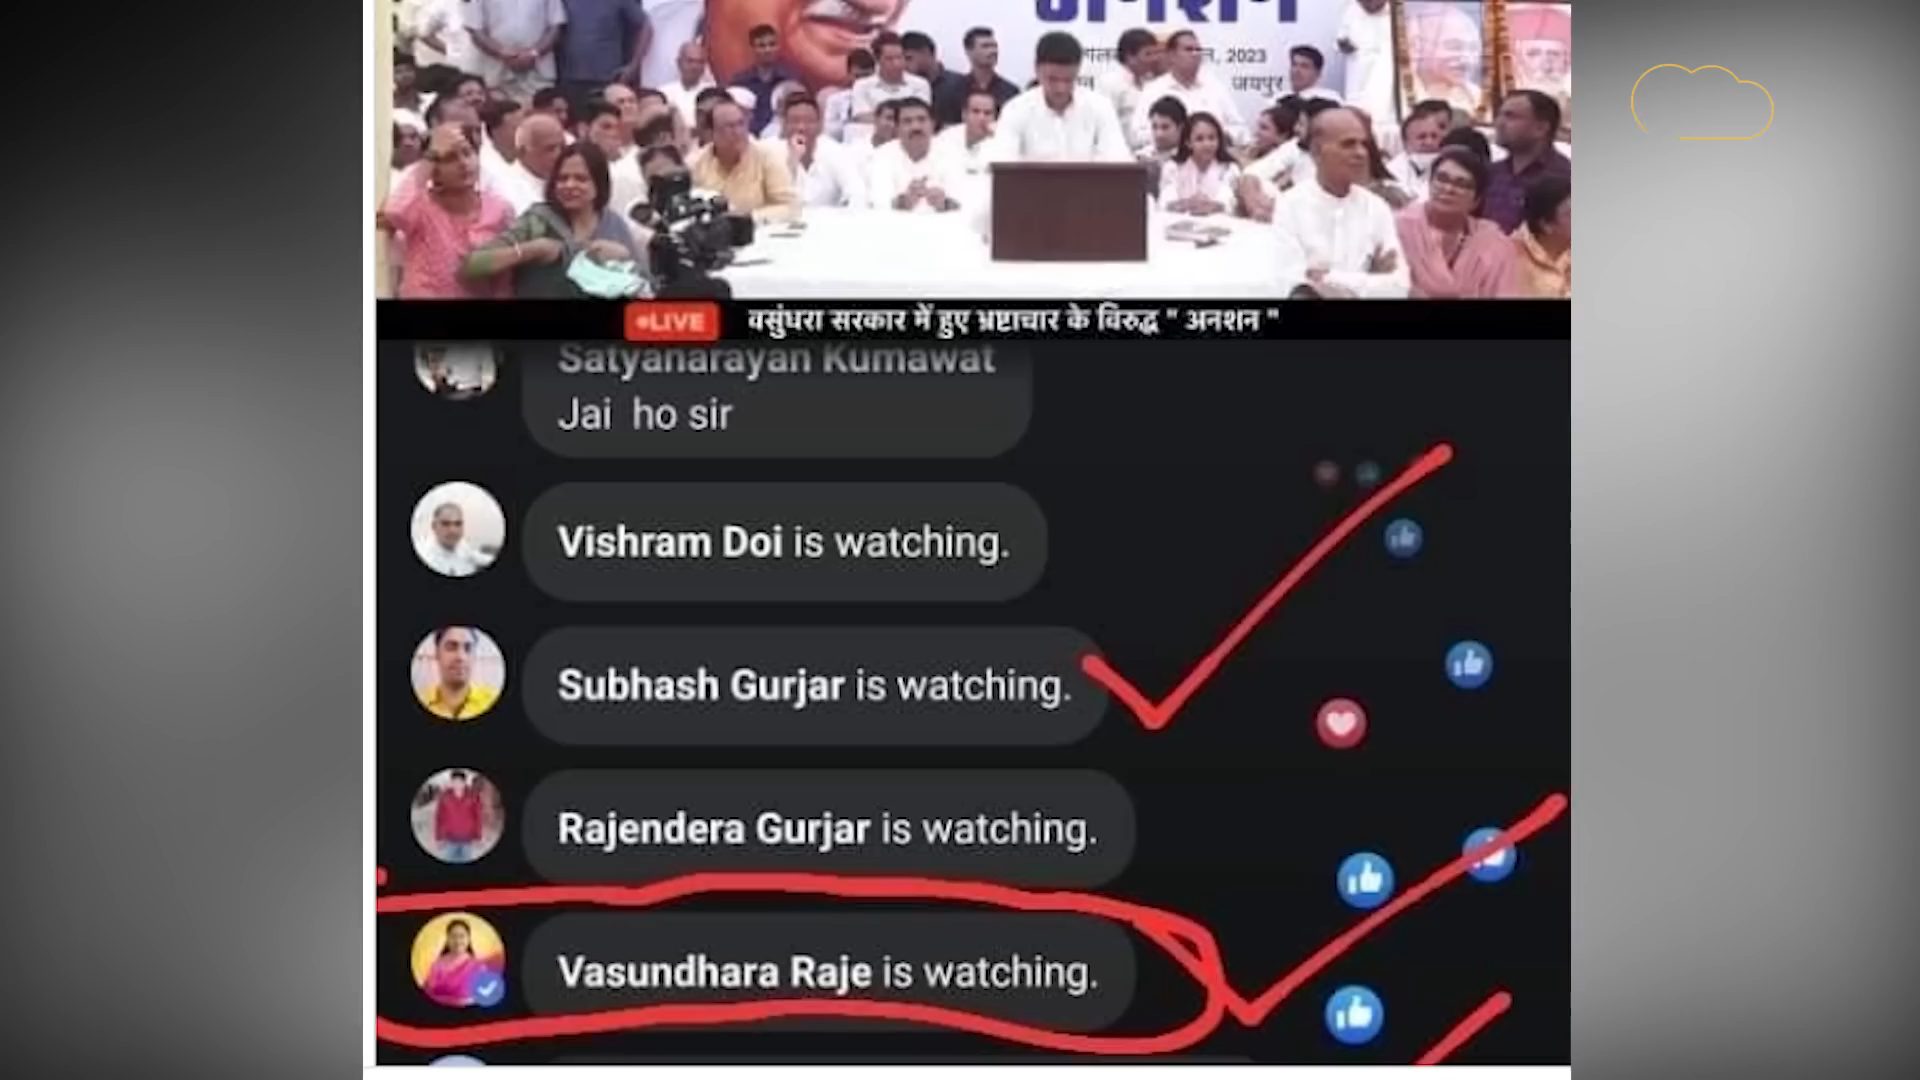 अनशन
, 2023
जयपुर
•LIVE वसुंधरा सरकार में हुए भ्रष्टाचार के विरुद्ध " अनशन "
Satyanarayan Kumawat
Jai ho sir
Vishram Doi is watching.
Subhash Gurjar is watching.
Rajendera Gurjar is watching.
Vasundhara Raje is watching.